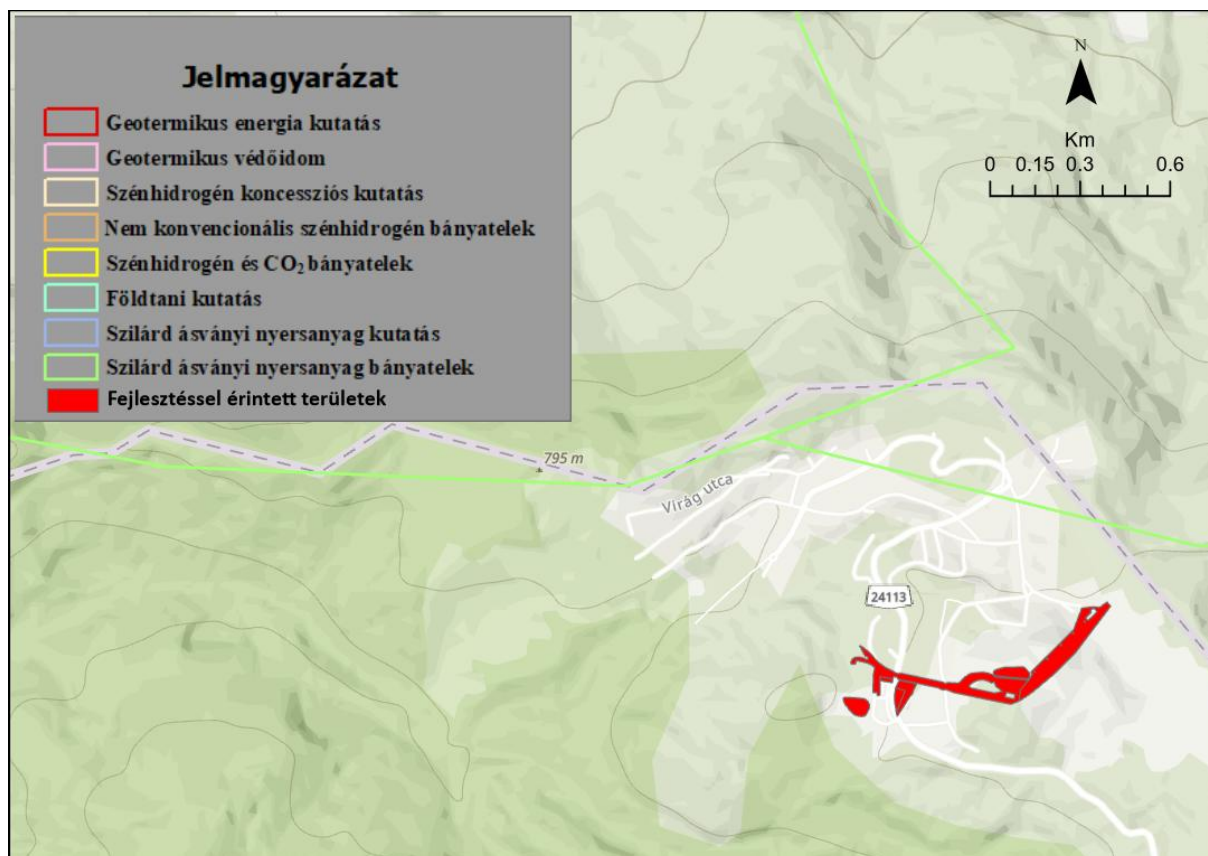 Jelmagyarázat
Geotermikus energia kutatás
Geotermikus védőidom
Szénhidrogén koncessziós kutatás
Nem konvencionális szénhidrogén bányatelek
Szénhidrogén és CO₂ bányatelek
Földtani kutatás
Szilárd ásványi nyersanyag kutatás
Szilárd ásványi nyersanyag bányatelek
Fejlesztéssel érintett területek
N
Km
0 0.15 0.3 0.6
795 m
Virág utca
24113